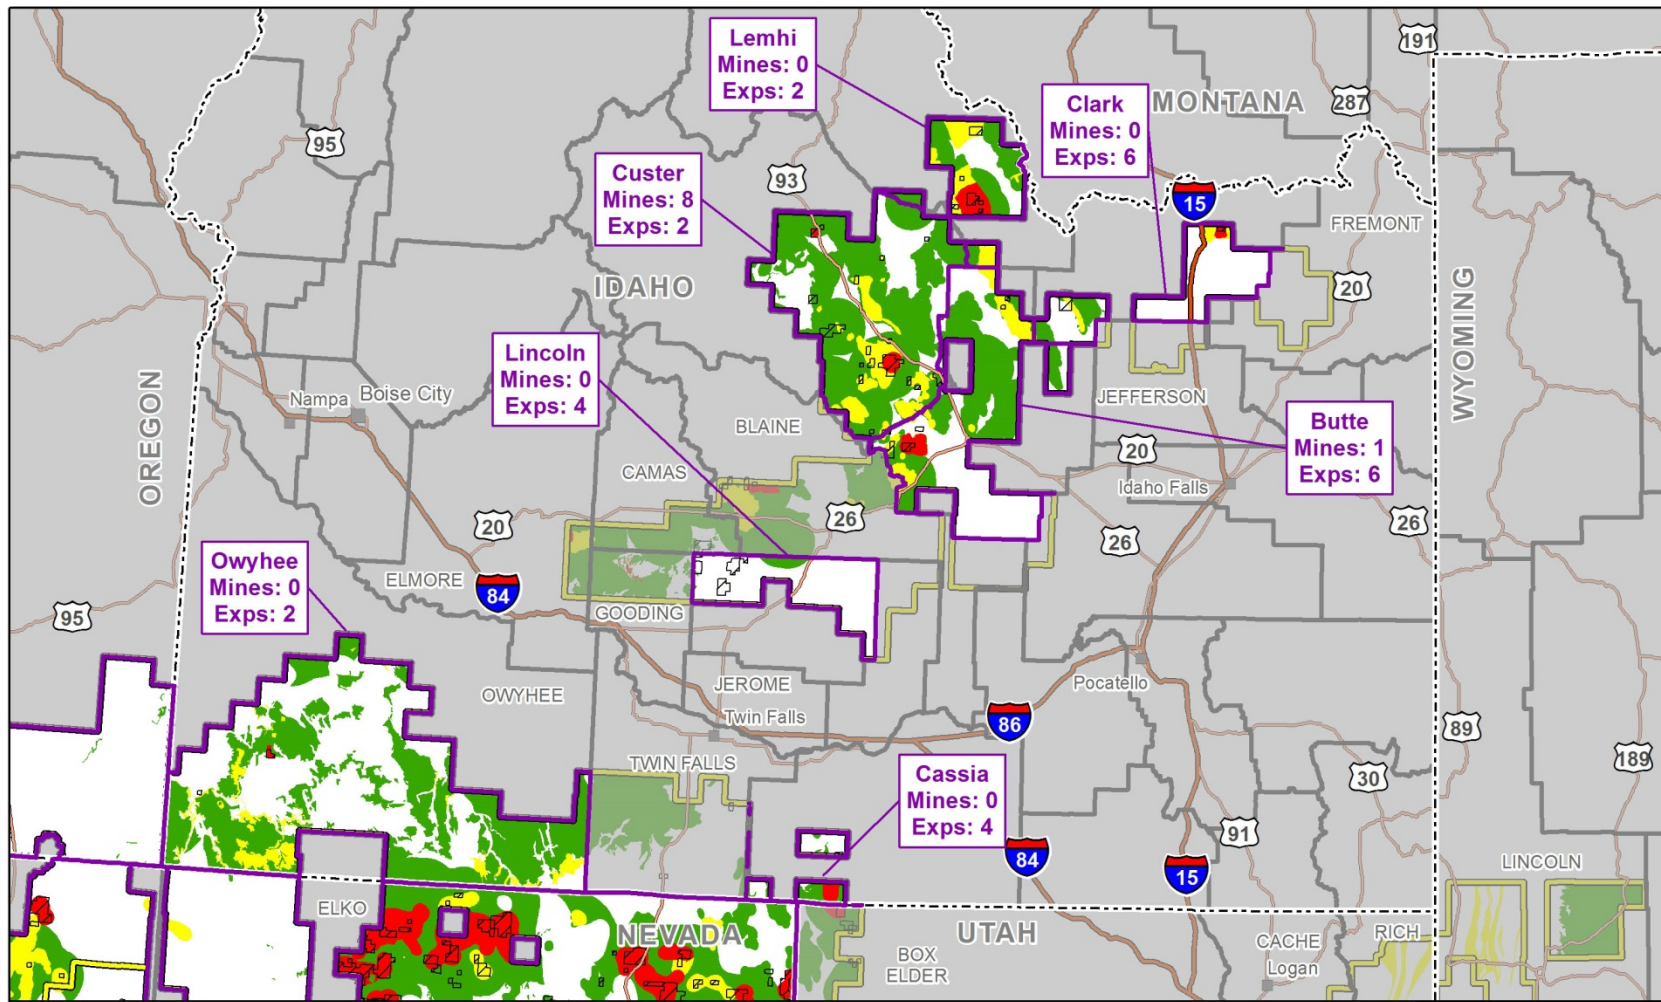 191
Lemhi
Mines: 0
Exps: 2
MONTANA
287
Clark
Mines: 0
Exps: 6
95
93
Custer
Mines: 8
Exps: 2
15
FREMONT
IDAHO
20
WYOMING
Lincoln
Mines: 0
Exps: 4
OREGON
Nampa
Boise City
JEFFERSON
BLAINE
Butte
Mines: 1
Exps: 6
CAMAS
20
Idaho Falls
20
26
26
26
Owyhee
Mines: 0
Exps: 2
ELMORE
84
95
GOODING
OWYHEE
JEROME
Pocatello
Twin Falls
86
89
189
TWIN FALLS
Cassia
Mines: 0
Exps: 4
30
91
84
15
LINCOLN
ELKO
NEVADA
UTAH
RICH
CACHE
BOX
ELDER
Logan